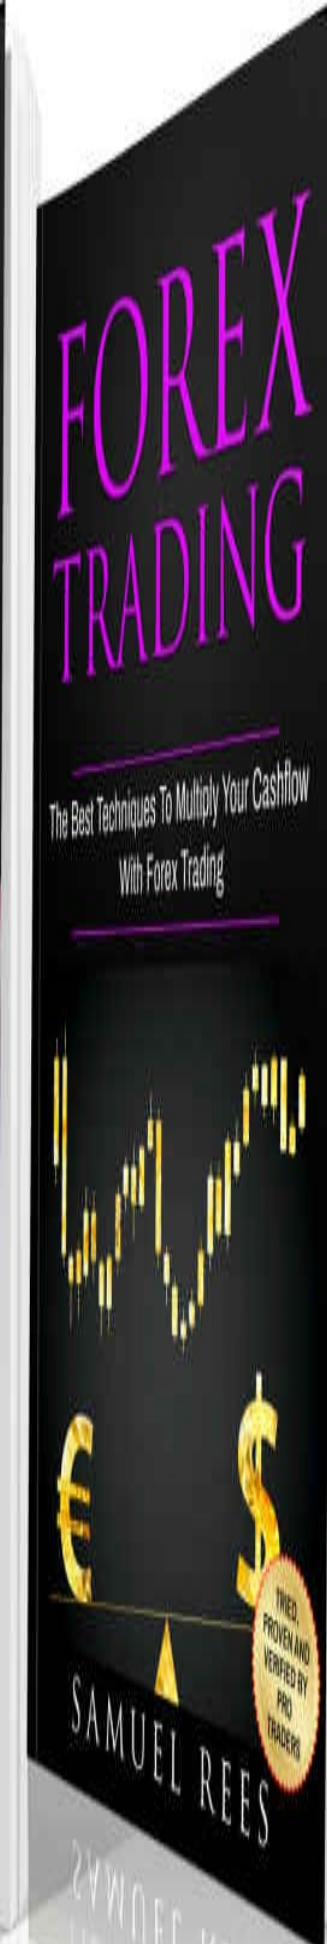 FOREX
TRADING
The Best Techniques To Multiply Your Cashflow
With Forex Trading
€
$
TRIED,
PROVEN AND
VERIFIED BY
PRO
TRADERS
SAMUEL REES